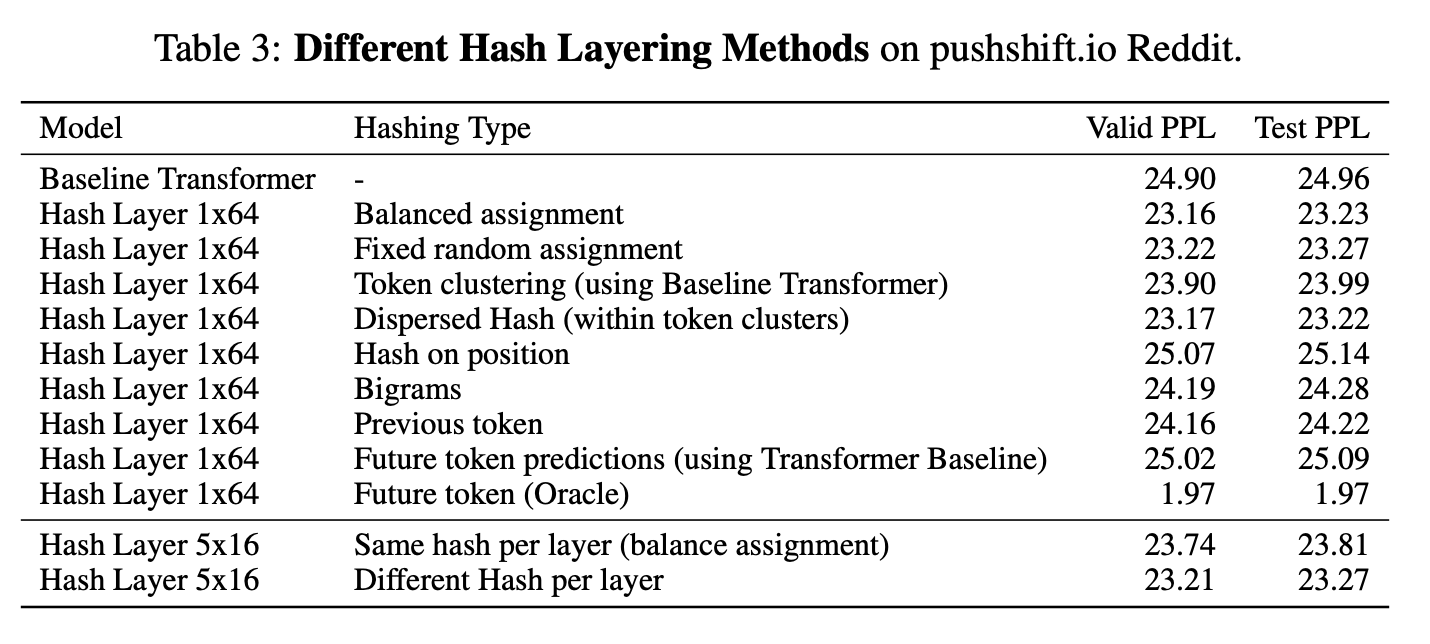 Table 3: Different Hash Layering Methods on pushshift.io Reddit.
Model Hashing Type Valid PPL Test PPL
Baseline Transformer - 24.90 24.96
Hash Layer 1x64 Balanced assignment 23.16 23.23
Hash Layer 1x64 Fixed random assignment 23.22 23.27
Hash Layer 1x64 Token clustering (using Baseline Transformer) 23.90 23.99
Hash Layer 1x64 Dispersed Hash (within token clusters) 23.17 23.22
Hash Layer 1x64 Hash on position 25.07 25.14
Hash Layer 1x64 Bigrams 24.19 24.28
Hash Layer 1x64 Previous token 24.16 24.22
Hash Layer 1x64 Future token predictions (using Transformer Baseline) 25.02 25.09
Hash Layer 1x64 Future token (Oracle) 1.97 1.97
Hash Layer 5x16 Same hash per layer (balance assignment) 23.74 23.81
Hash Layer 5x16 Different Hash per layer 23.21 23.27